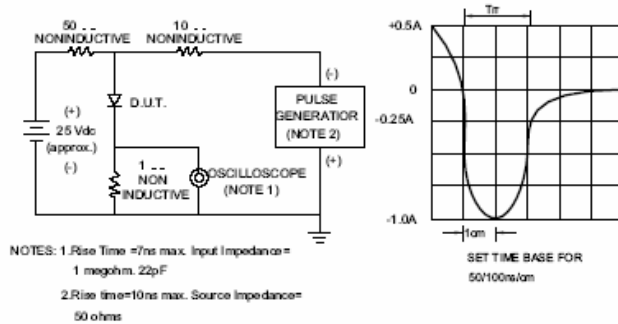 50 --
NONINDUCTIVE
10 --
NONINDUCTIVE
(+)
25 Vdc
(approx.)
(-)
D.U.T.
1 --
NON
INDUCTIVE
OSCILLOSCOPE
(NOTE 1)
(-)
PULSE
GENERATIOR
(NOTE 2)
(+)
Trr
+0.5A
0
-0.25A
-1.0A
1cm
SET TIME BASE FOR
50/100ns/cm
NOTES: 1.Rise Time =7ns max. Input Impedance=
1 megohm. 22pF
2.Rise time=10ns max. Source Impedance=
50 ohms